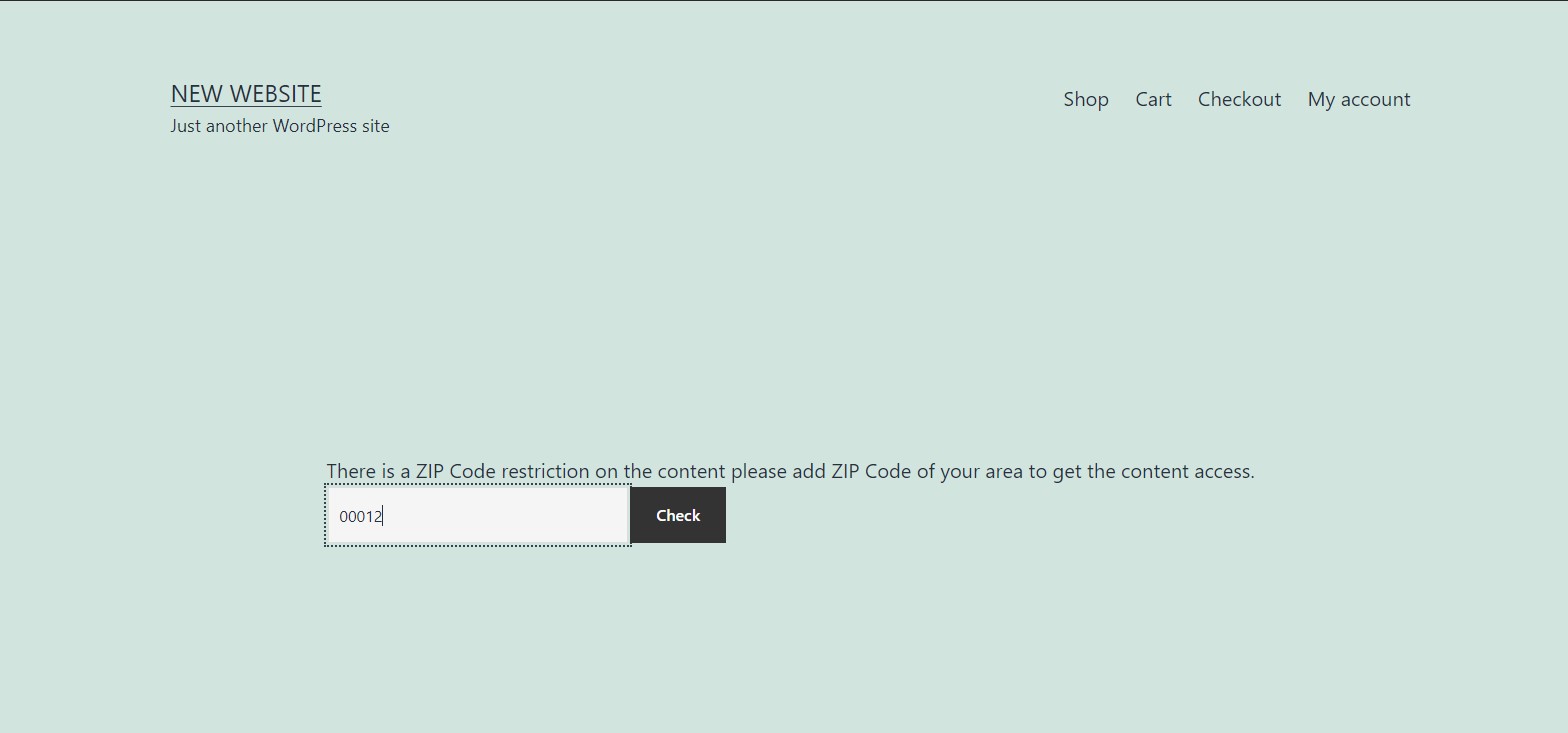 NEW WEBSITE
Just another WordPress site
Shop Cart Checkout My account
There is a ZIP Code restriction on the content please add ZIP Code of your area to get the content access.
00012
Check